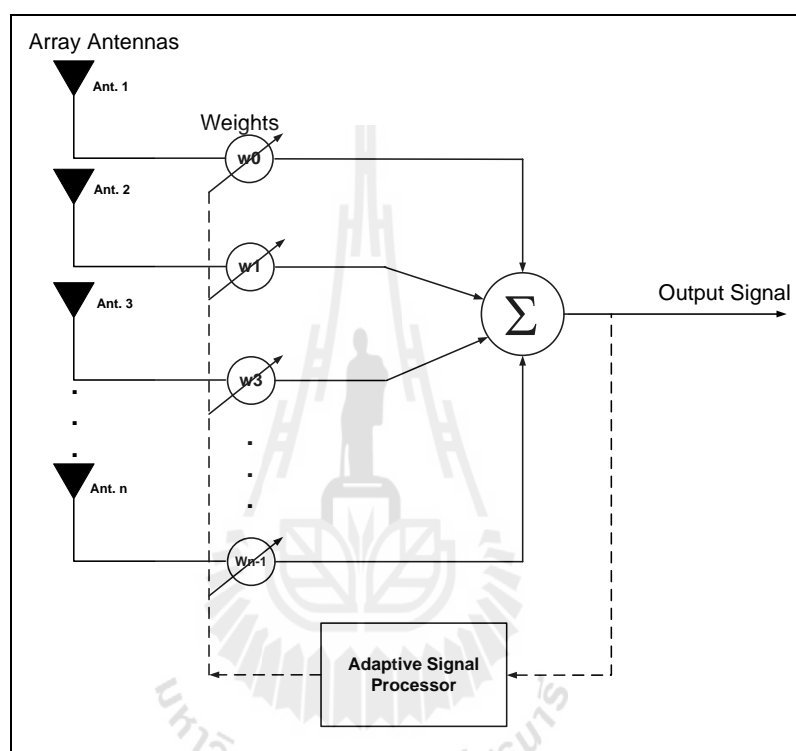 Array Antennas
Ant. 1
Weights
w0
Ant. 2
w1
Ant. 3
Output Signal
Σ
w3
Ant. n
Wn-1
Adaptive Signal
Processor